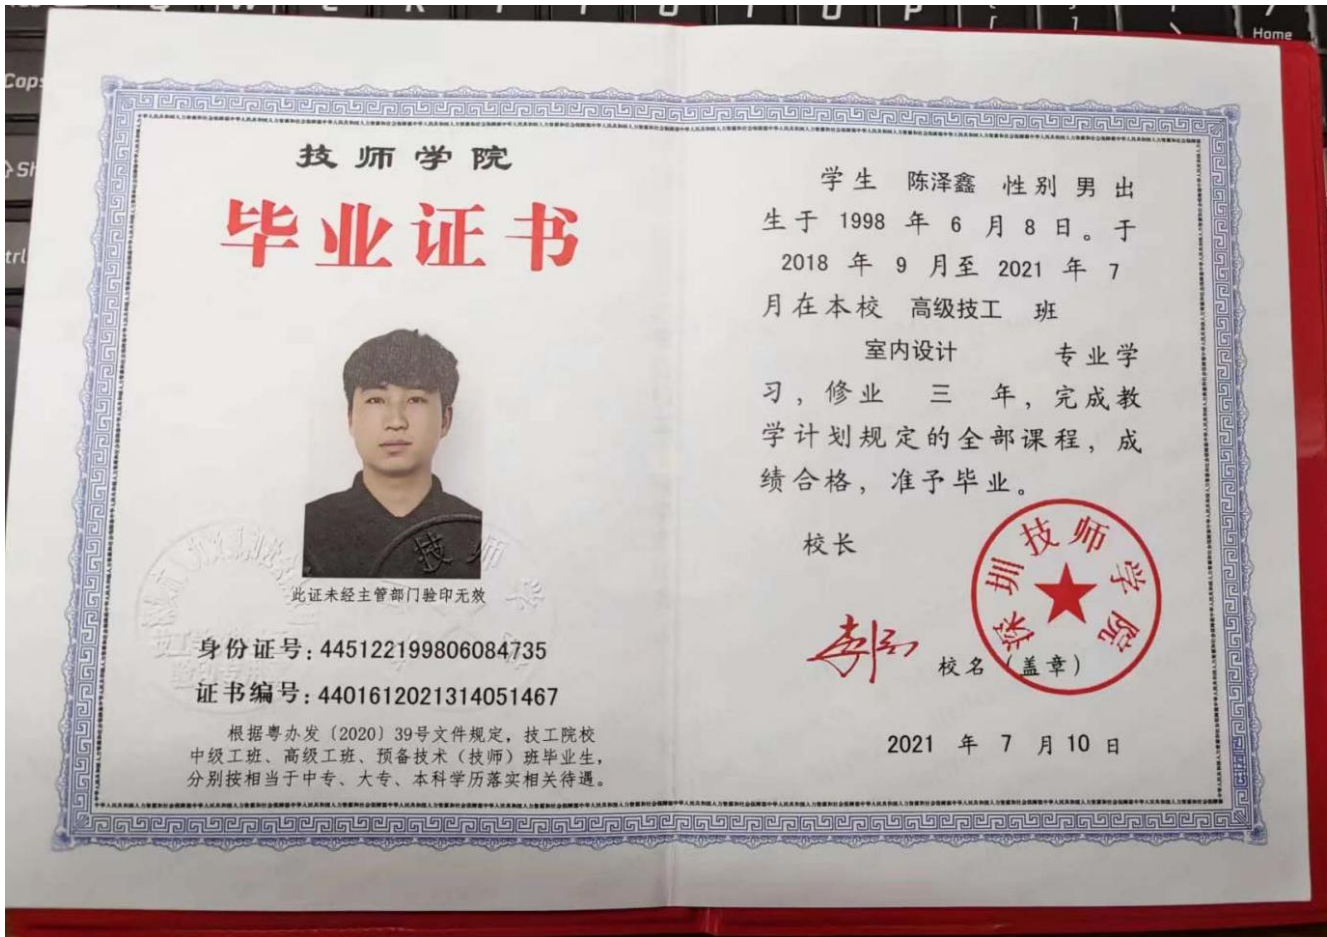 技师学院
毕业证书
此证未经主管部门验印无效
身份证号：445122199806084735
证书编号：4401612021314051467
根据粤办发〔2020〕39号文件规定，技工院校
中级工班、高级工班、预备技术（技师）班毕业生，
分别按相当于中专、大专、本科学历落实相关待遇。
学生 陈泽鑫 性别 男 出
生于 1998 年 6 月 8 日。于
2018 年 9 月至 2021 年 7
月在本校 高级技工 班
室内设计 专业学
习，修业 三 年，完成教
学计划规定的全部课程，成
绩合格，准予毕业。
校长
深圳技师学院
校名（盖章）
2021 年 7 月 10 日
Home